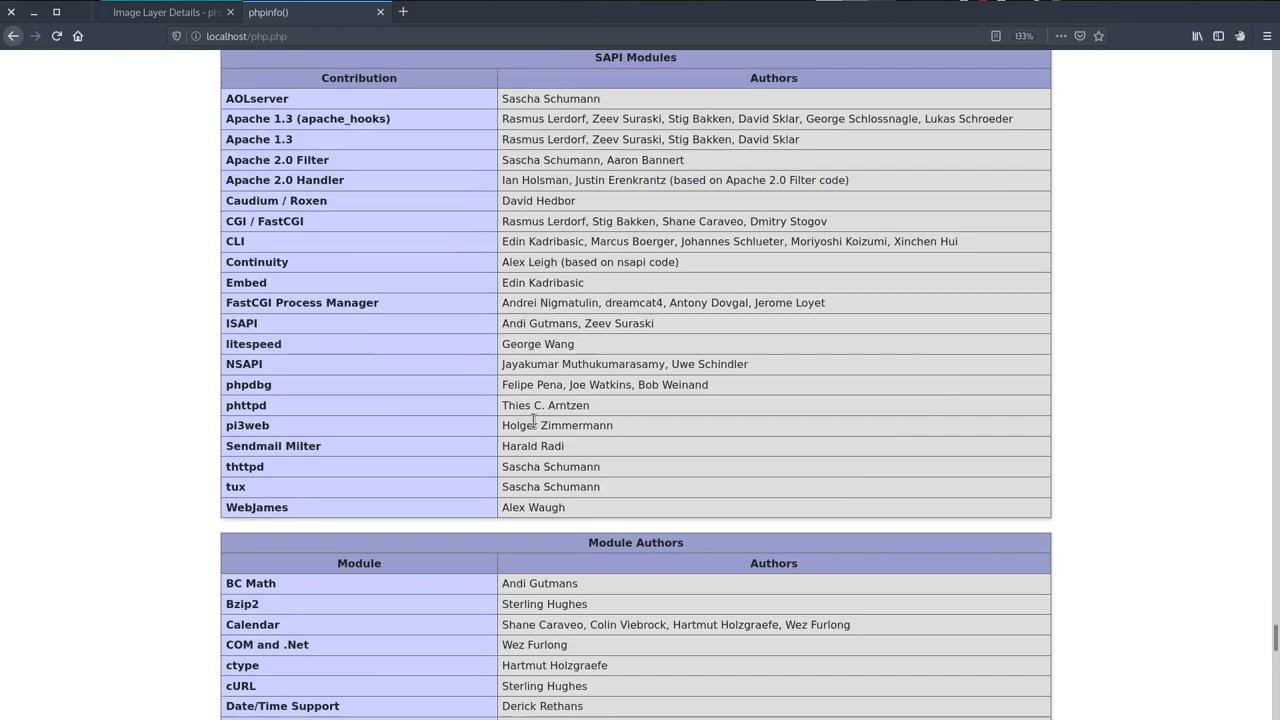 Image Layer Details - ph
phpinfo()
localhost/php.php
133%
SAPI Modules
Contribution Authors
AOLserver Sascha Schumann
Apache 1.3 (apache_hooks) Rasmus Lerdorf, Zeev Suraski, Stig Bakken, David Sklar, George Schlossnagle, Lukas Schroeder
Apache 1.3 Rasmus Lerdorf, Zeev Suraski, Stig Bakken, David Sklar
Apache 2.0 Filter Sascha Schumann, Aaron Bannert
Apache 2.0 Handler Ian Holsman, Justin Erenkrantz (based on Apache 2.0 Filter code)
Caudium / Roxen David Hedbor
CGI / FastCGI Rasmus Lerdorf, Stig Bakken, Shane Caraveo, Dmitry Stogov
CLI Edin Kadribasic, Marcus Boerger, Johannes Schlueter, Moriyoshi Koizumi, Xinchen Hui
Continuity Alex Leigh (based on nsapi code)
Embed Edin Kadribasic
FastCGI Process Manager Andrei Nigmatulin, dreamcat4, Antony Dovgal, Jerome Loyet
ISAPI Andi Gutmans, Zeev Suraski
litespeed George Wang
NSAPI Jayakumar Muthukumarasamy, Uwe Schindler
phpdbg Felipe Pena, Joe Watkins, Bob Weinand
phttpd Thies C. Arntzen
pi3web Holger Zimmermann
Sendmail Milter Harald Radi
thttpd Sascha Schumann
tux Sascha Schumann
WebJames Alex Waugh
Module Authors
Module Authors
BC Math Andi Gutmans
Bzip2 Sterling Hughes
Calendar Shane Caraveo, Colin Viebrock, Hartmut Holzgraefe, Wez Furlong
COM and .Net Wez Furlong
ctype Hartmut Holzgraefe
cURL Sterling Hughes
Date/Time Support Derick Rethans